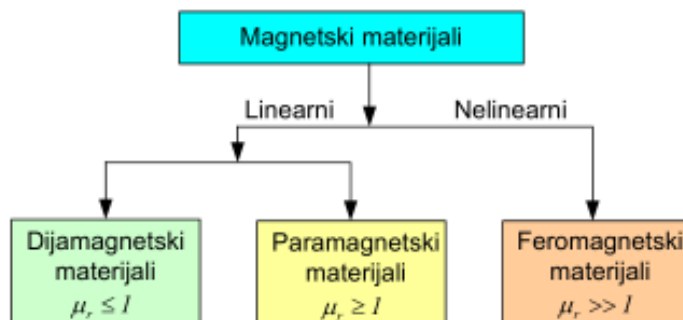 Magnetski materijali
Linearni
Nelinearni
Dijamagnetski
materijali
μr ≤ 1
Paramagnetski
materijali
μr ≥ 1
Feromagnetski
materijali
μr >> 1